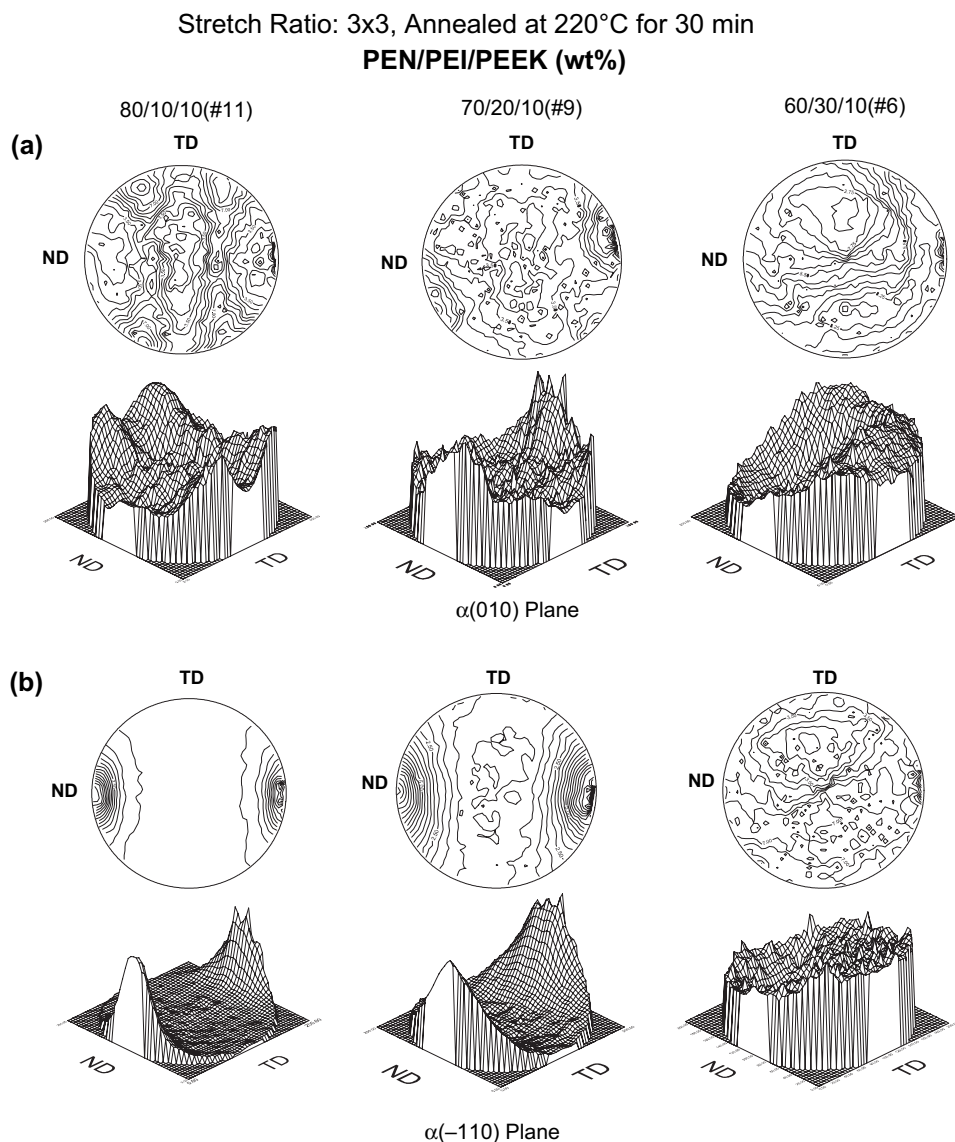 Stretch Ratio: 3x3, Annealed at 220°C for 30 min
PEN/PEI/PEEK (wt%)
80/10/10(#11) 70/20/10(#9) 60/30/10(#6)
(a) TD TD TD
ND ND ND
ND TD ND TD ND TD
α(010) Plane
(b) TD TD TD
ND ND ND
ND TD ND TD ND TD
α(–110) Plane